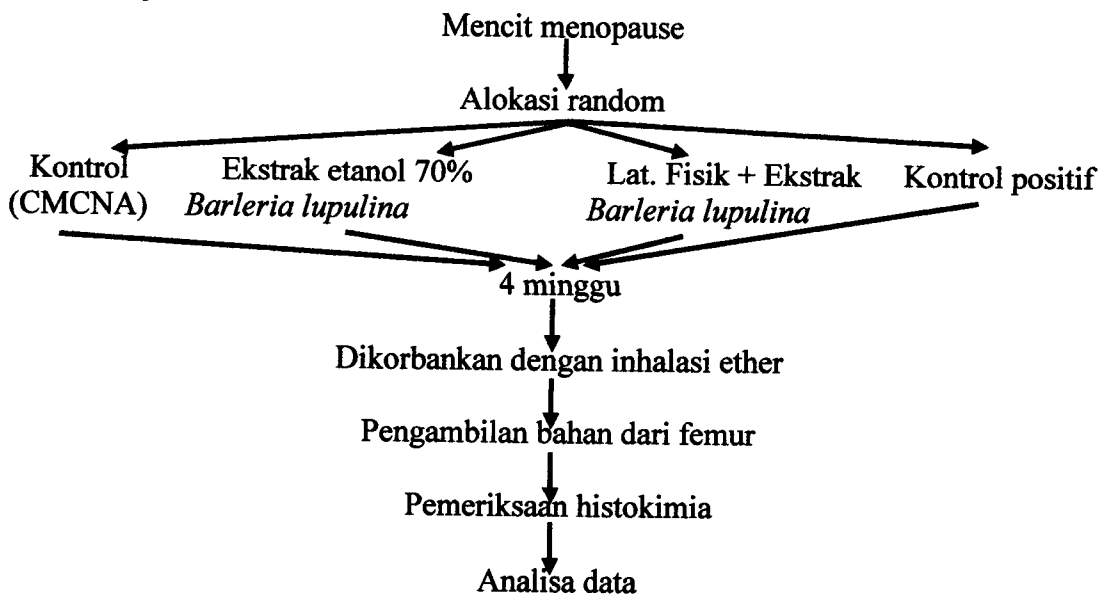 Mencit menopause
Alokasi random
Kontrol
(CMCNA)
Ekstrak etanol 70%
Barleria lupulina
Lat. Fisik + Ekstrak
Barleria lupulina
Kontrol positif
4 minggu
Dikorbankan dengan inhalasi ether
Pengambilan bahan dari femur
Pemeriksaan histokimia
Analisa data